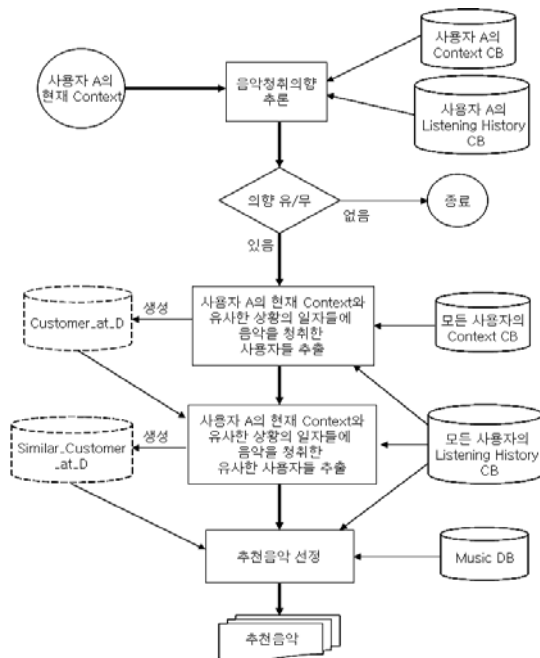 사용자 A의
현재 Context
음악청취의향
추론
사용자 A의
Context CB
사용자 A의
Listening History
CB
의향 유/무
없음
종료
있음
사용자 A의 현재 Context와
유사한 상황의 일자들에
음악을 청취한
사용자들 추출
생성
Customer_at_D
모든 사용자의
Context CB
사용자 A의 현재 Context와
유사한 상황의 일자들에
음악을 청취한
유사한 사용자들 추출
생성
Similar_Customer
_at_D
모든 사용자의
Listening History
CB
추천음악 선정
Music DB
추천음악